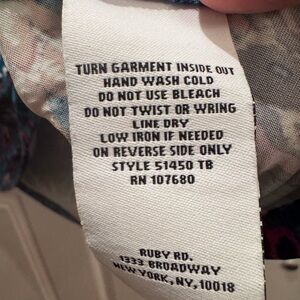 TURN GARMENT INSIDE OUT
HAND WASH COLD
DO NOT USE BLEACH
DO NOT TWIST OR WRING
LINE DRY
LOW IRON IF NEEDED
ON REVERSE SIDE ONLY
STYLE 51450 TB
RN 107680
RUBY RD.
1333 BROADWAY
NEW YORK, NY, 10018